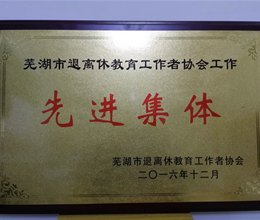 芜湖市退离休教育工作者协会工作
先进集体
芜湖市退离休教育工作者协会
二〇一六年十二月